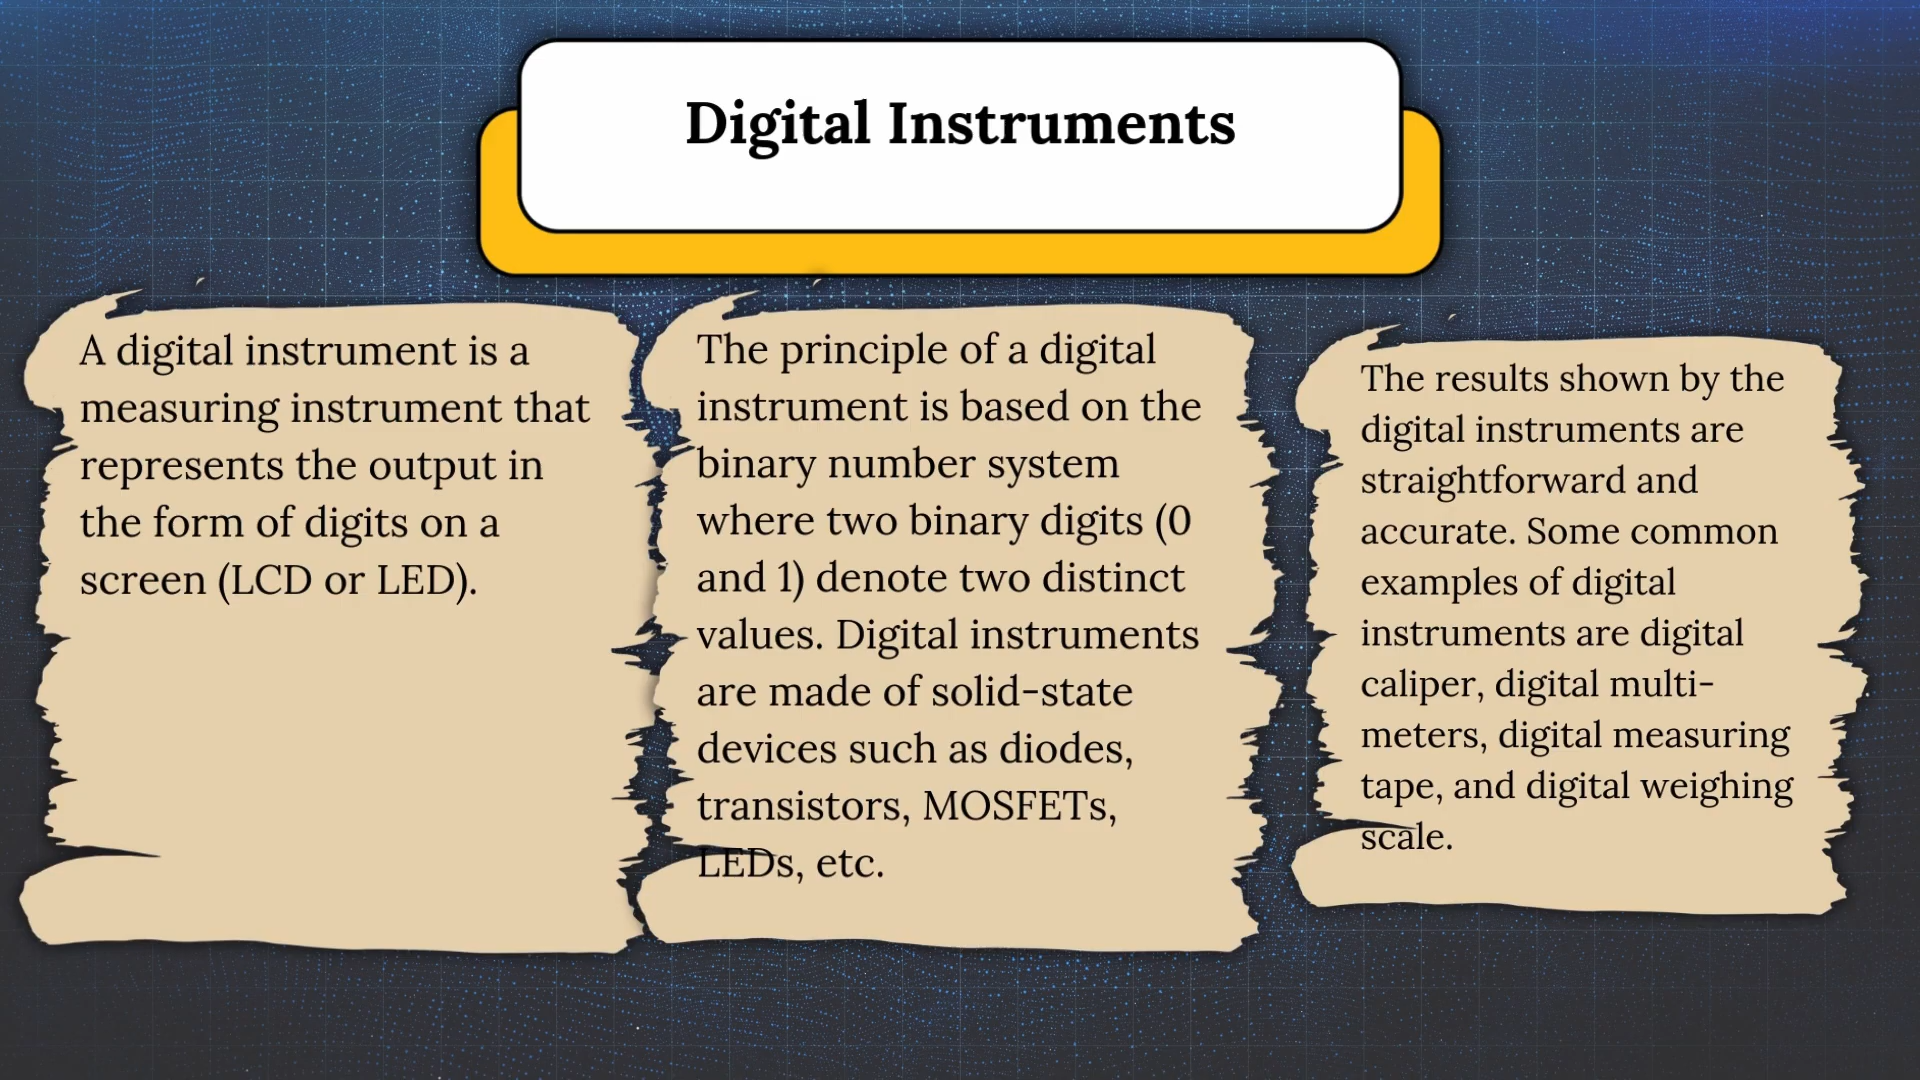 Digital Instruments
A digital instrument is a
measuring instrument that
represents the output in
the form of digits on a
screen (LCD or LED).
The principle of a digital
instrument is based on the
binary number system
where two binary digits (0
and 1) denote two distinct
values. Digital instruments
are made of solid-state
devices such as diodes,
transistors, MOSFETs,
LEDs, etc.
The results shown by the
digital instruments are
straightforward and
accurate. Some common
examples of digital
instruments are digital
caliper, digital multi-
meters, digital measuring
tape, and digital weighing
scale.